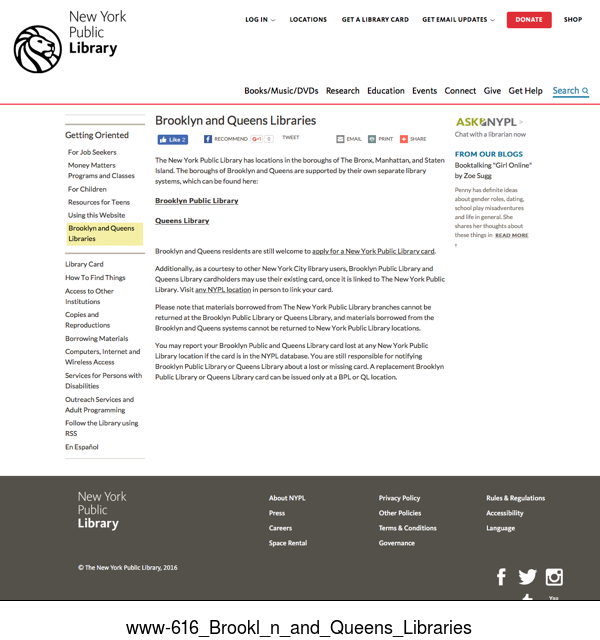 New York
Public
Library
LOG IN
LOCATIONS
GET A LIBRARY CARD
GET EMAIL UPDATES
DONATE
SHOP
Books/Music/DVDs
Research
Education
Events
Connect
Give
Get Help
Search
Getting Oriented
For Job Seekers
Money Matters
Programs and Classes
For Children
Resources for Teens
Using this Website
Brooklyn and Queens
Libraries
Library Card
How To Find Things
Access to Other
Institutions
Copies and
Reproductions
Borrowing Materials
Computers, Internet and
Wireless Access
Services for Persons with
Disabilities
Outreach Services and
Adult Programming
Follow the Library using
RSS
En Español
Brooklyn and Queens Libraries
Like 2
RECOMMEND
G+1 0
TWEET
EMAIL
PRINT
SHARE
The New York Public Library has locations in the boroughs of The Bronx, Manhattan, and Staten
Island. The boroughs of Brooklyn and Queens are supported by their own separate library
systems, which can be found here:
Brooklyn Public Library
Queens Library
Brooklyn and Queens residents are still welcome to apply for a New York Public Library card.
Additionally, as a courtesy to other New York City library users, Brooklyn Public Library and
Queens Library cardholders may use their existing card, once it is linked to The New York Public
Library. Visit any NYPL location in person to link your card.
Please note that materials borrowed from The New York Public Library branches cannot be
returned at the Brooklyn Public Library or Queens Library, and materials borrowed from the
Brooklyn and Queens systems cannot be returned to New York Public Library locations.
You may report your Brooklyn Public and Queens Library card lost at any New York Public
Library location if the card is in the NYPL database. You are still responsible for notifying
Brooklyn Public Library or Queens Library about a lost or missing card. A replacement Brooklyn
Public Library or Queens Library card can be issued only at a BPL or QL location.
ASK NYPL >
Chat with a librarian now
FROM OUR BLOGS
Booktalking "Girl Online"
by Zoe Sugg
Penny has definite ideas
about gender roles, dating,
school play misadventures
and life in general. She
shares her thoughts about
these things in READ MORE
New York
Public
Library
About NYPL
Press
Careers
Space Rental
Privacy Policy
Other Policies
Terms & Conditions
Governance
Rules & Regulations
Accessibility
Language
© The New York Public Library, 2016
You
www-616_Brookl_n_and_Queens_Libraries